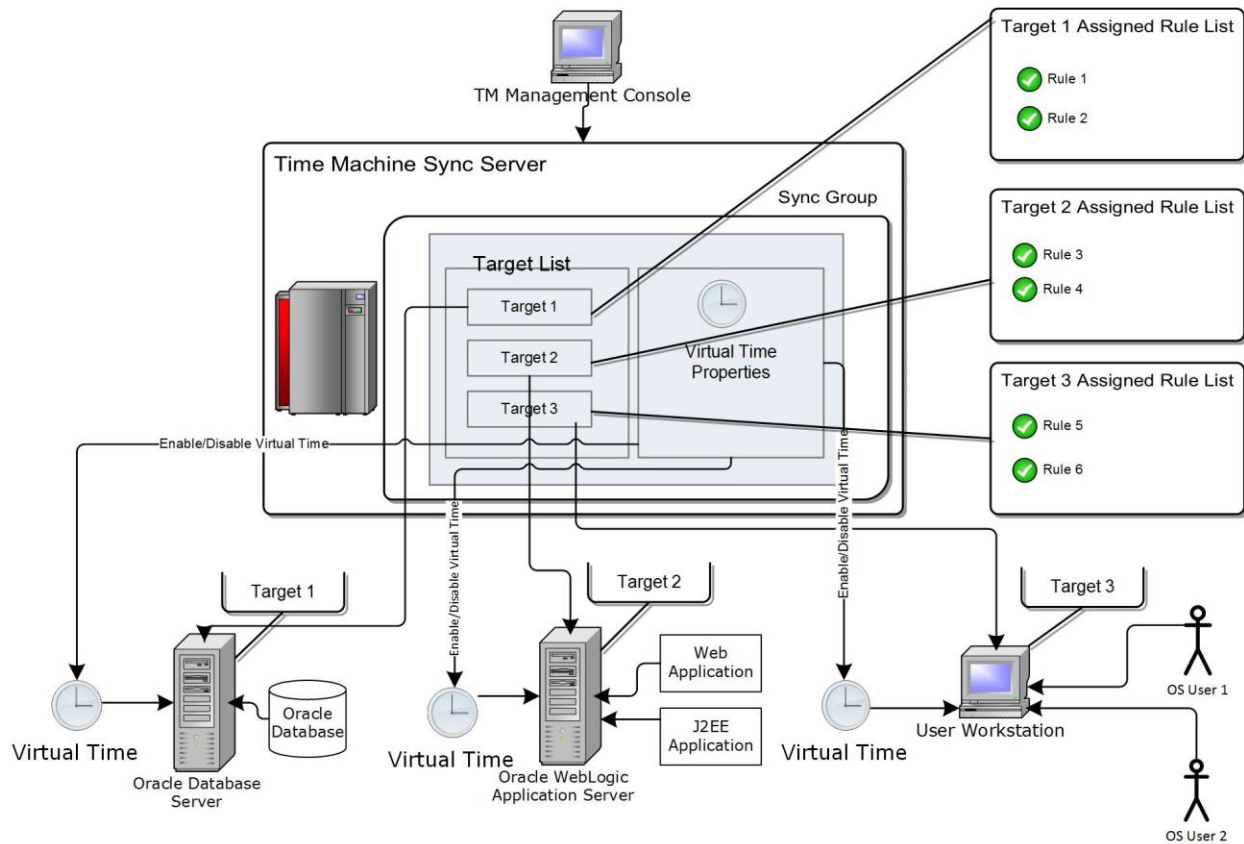 TM Management Console
Time Machine Sync Server
Sync Group
Target List
Target 1
Target 2
Target 3
Virtual Time
Properties
Target 1 Assigned Rule List
Rule 1
Rule 2
Target 2 Assigned Rule List
Rule 3
Rule 4
Target 3 Assigned Rule List
Rule 5
Rule 6
Enable/Disable Virtual Time
Enable/Disable Virtual Time
Enable/Disable Virtual Time
Target 1
Virtual Time
Oracle Database
Server
Oracle
Database
Target 2
Virtual Time
Oracle WebLogic
Application Server
Web
Application
J2EE
Application
Target 3
Virtual Time
User Workstation
OS User 1
OS User 2